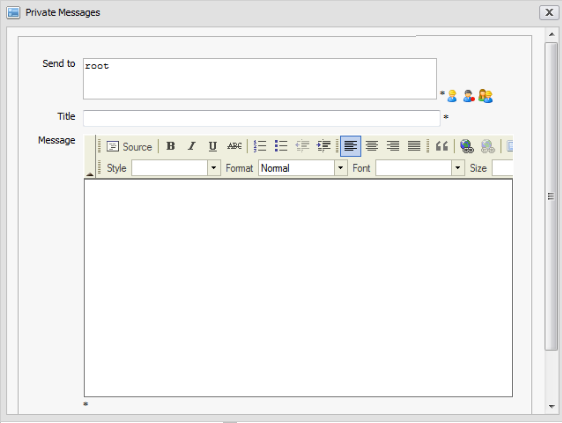 Private Messages
Send to
root
*
Title
*
Message
Source B I U ABC
Style Format Normal Font Size
*